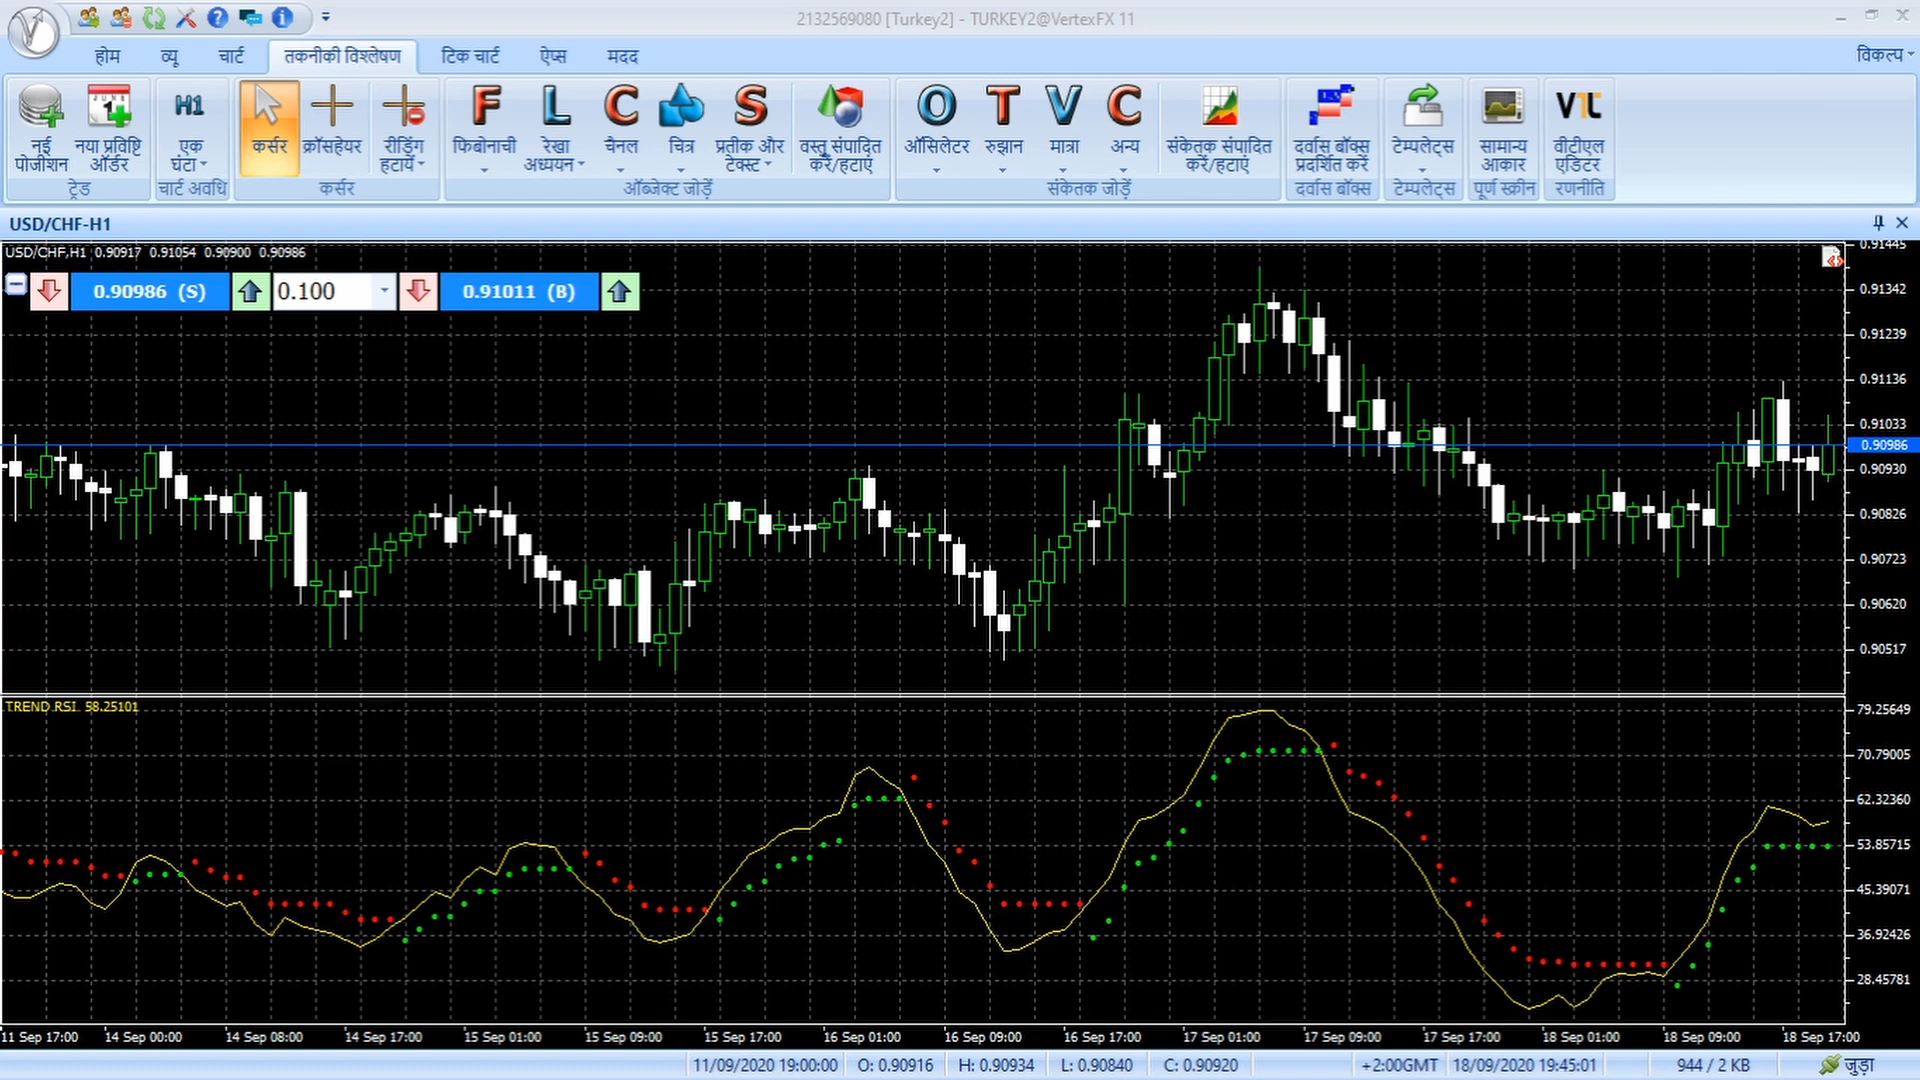 2132569080 [Turkey2] - TURKEY2@VertexFX 11
होम व्यू चार्ट तकनीकी विश्लेषण टिक चार्ट ऐप्स मदद विकल्प
H1 F L C S O T V C
नई पोजीशन
नया प्रविष्टि ऑर्डर
एक घंटा
कर्सर
क्रॉसहेयर
रीडिंग हटायें
फिबोनाची
रेखा अध्ययन
चैनल
चित्र
प्रतीक और टेक्स्ट
वस्तु संपादित करें/हटाएं
ऑसिलेटर
रुझान
मात्रा
अन्य
संकेतक संपादित करें/हटाएं
दर्वास बॉक्स प्रदर्शित करें
टेम्पलेट्स
सामान्य आकार
वीटीएल एडिटर
ट्रेड चार्ट अवधि कर्सर ऑब्जेक्ट जोड़ें संकेतक जोड़ें दर्वास बॉक्स टेम्पलेट्स पूर्ण स्क्रीन रणनीति
USD/CHF-H1
USD/CHF,H1 0.90917 0.91054 0.90900 0.90986
0.90986 (S) 0.100 0.91011 (B)
0.91445
0.91342
0.91239
0.91136
0.91033
0.90986
0.90930
0.90826
0.90723
0.90620
0.90517
TREND RSI 58.25101
79.25649
70.79005
62.32360
53.85715
45.39071
36.92426
28.45781
11 Sep 17:00 14 Sep 00:00 14 Sep 08:00 14 Sep 17:00 15 Sep 01:00 15 Sep 09:00 15 Sep 17:00 16 Sep 01:00 16 Sep 09:00 16 Sep 17:00 17 Sep 01:00 17 Sep 09:00 17 Sep 17:00 18 Sep 01:00 18 Sep 09:00 18 Sep 17:00
11/09/2020 19:00:00 O: 0.90916 H: 0.90934 L: 0.90840 C: 0.90920 +2:00GMT 18/09/2020 19:45:01 944 / 2 KB जुड़ा